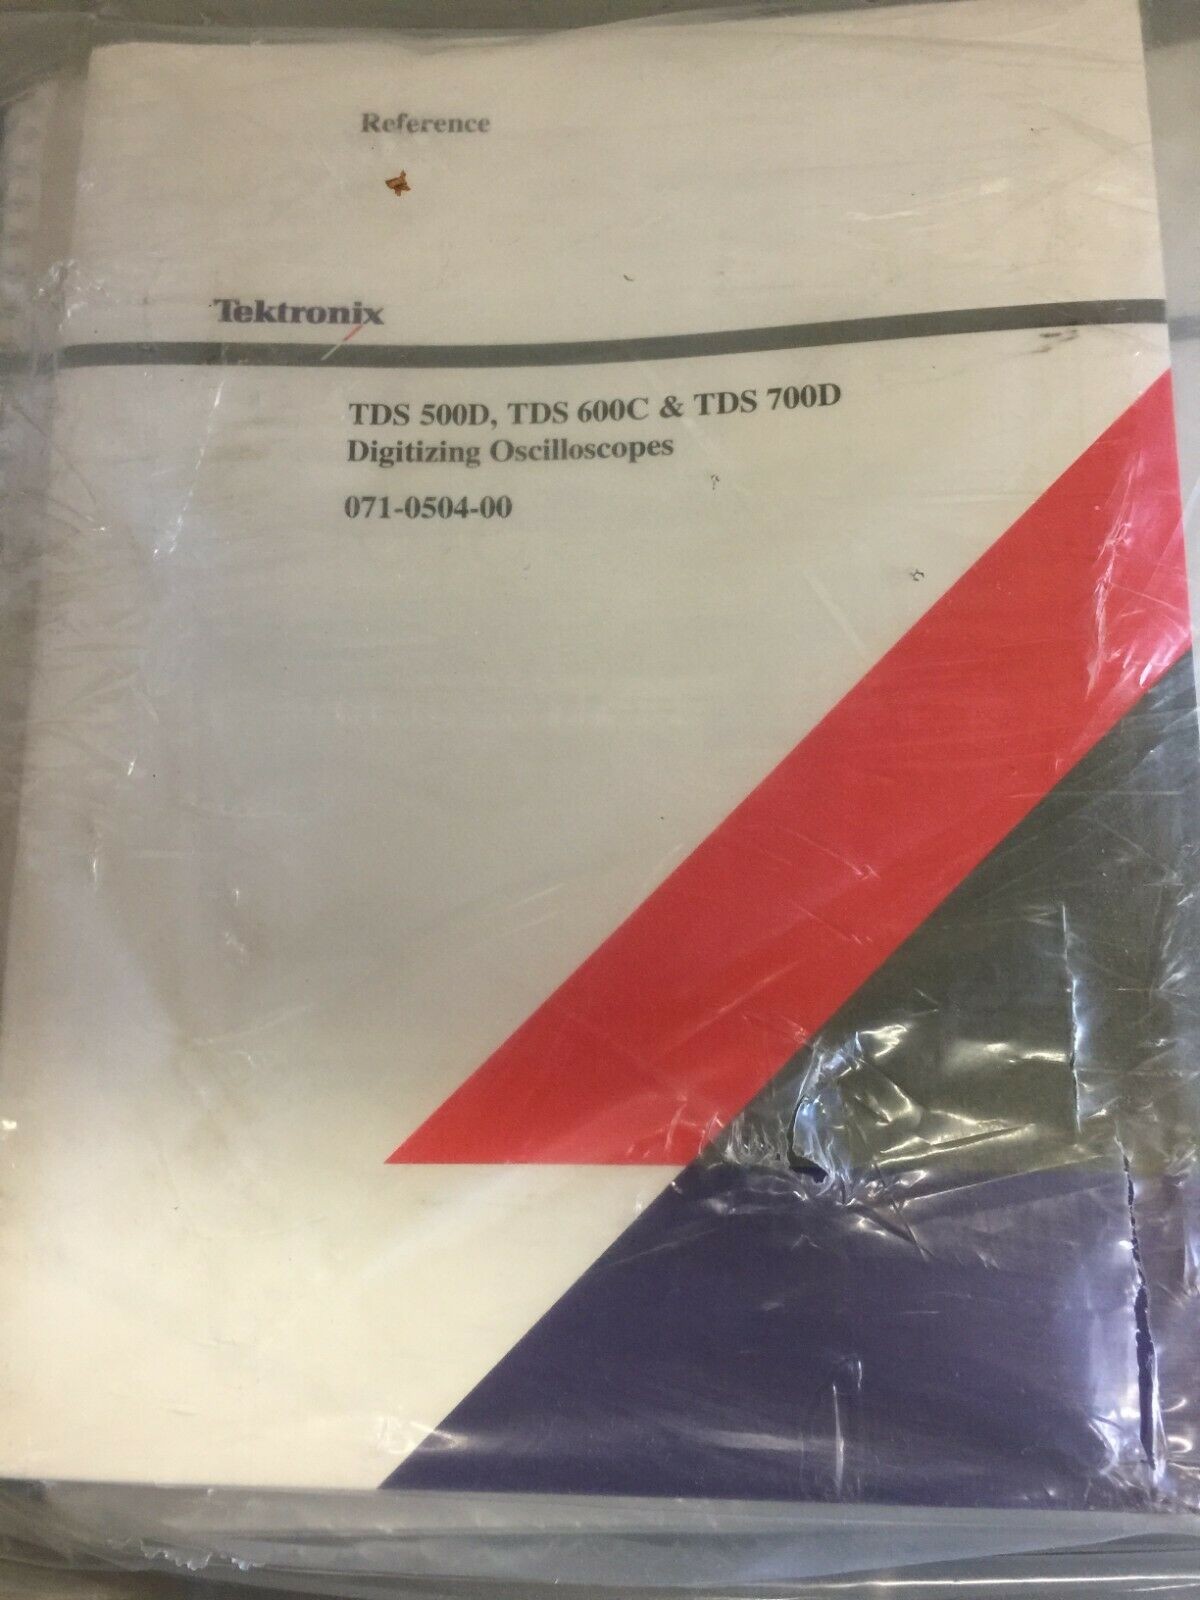 Reference
Tektronix
TDS 500D, TDS 600C & TDS 700D
Digitizing Oscilloscopes
071-0504-00